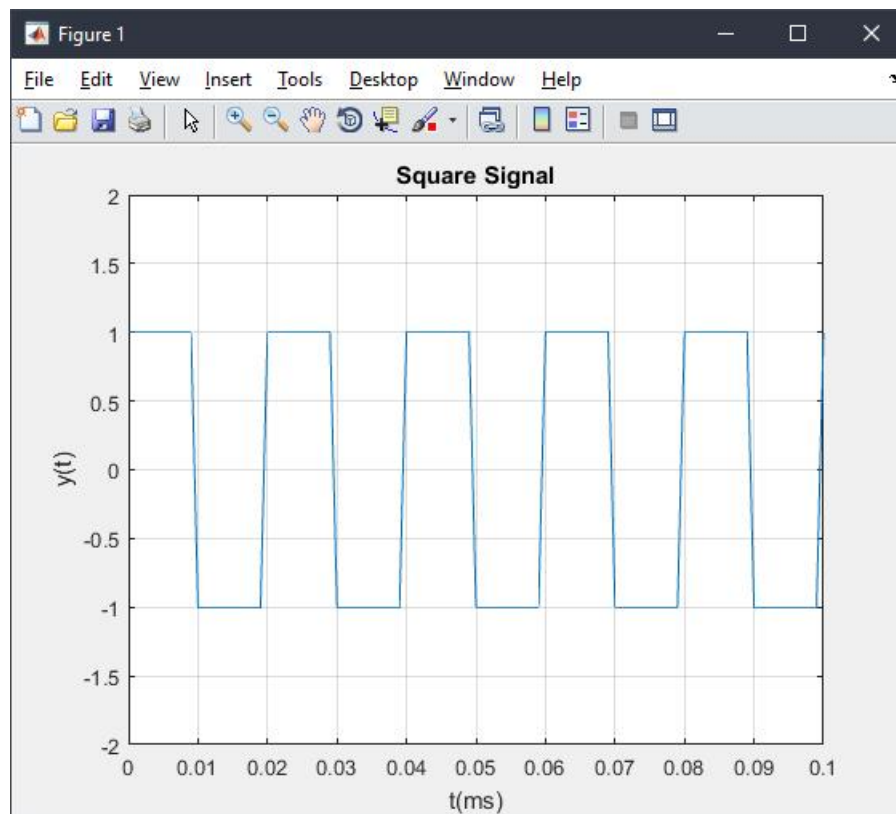 Figure 1
File Edit View Insert Tools Desktop Window Help
Square Signal
2
1.5
1
0.5
0
-0.5
-1
-1.5
-2
y(t)
0 0.01 0.02 0.03 0.04 0.05 0.06 0.07 0.08 0.09 0.1
t(ms)